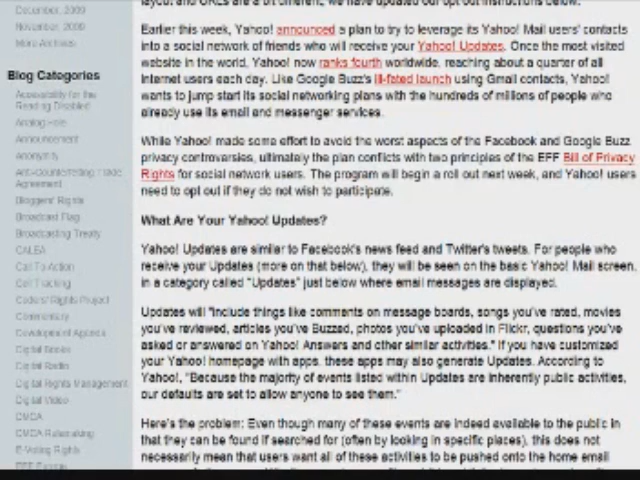 December, 2009
November, 2009
More Archives
Blog Categories
Accessibility for the
Reading Disabled
Analog Hole
Announcement
Anonymity
Anti-Counterfeiting Trade
Agreement
Bloggers' Rights
Broadcast Flag
Broadcasting Treaty
CALEA
Call To Action
Cell Tracking
Coders' Rights Project
Commentary
Development Agenda
Digital Books
Digital Radio
Digital Rights Management
Digital Video
DMCA
DMCA Rulemaking
E-Voting Rights
EFF Europe
layout and URLs are a bit different, we have updated our opt out instructions below.
Earlier this week, Yahoo! announced a plan to try to leverage its Yahoo! Mail users' contacts
into a social network of friends who will receive your Yahoo! Updates. Once the most visited
website in the world, Yahoo! now ranks fourth worldwide, reaching about a quarter of all
Internet users each day. Like Google Buzz's ill-fated launch using Gmail contacts, Yahoo!
wants to jump start its social networking plans with the hundreds of millions of people who
already use its email and messenger services.
While Yahoo! made some effort to avoid the worst aspects of the Facebook and Google Buzz
privacy controversies, ultimately the plan conflicts with two principles of the EFF Bill of Privacy
Rights for social network users. The program will begin a roll out next week, and Yahoo! users
need to opt out if they do not wish to participate.
What Are Your Yahoo! Updates?
Yahoo! Updates are similar to Facebook's news feed and Twitter's tweets. For people who
receive your Updates (more on that below), they will be seen on the basic Yahoo! Mail screen,
in a category called "Updates" just below where email messages are displayed.
Updates will "include things like comments on message boards, songs you've rated, movies
you've reviewed, articles you've Buzzed, photos you've uploaded in Flickr, questions you've
asked or answered on Yahoo! Answers and other similar activities." If you have customized
your Yahoo! homepage with apps, these apps may also generate Updates. According to
Yahoo!, "Because the majority of events listed within Updates are inherently public activities,
our defaults are set to allow anyone to see them."
Here's the problem: Even though many of these events are indeed available to the public in
that they can be found if searched for (often by looking in specific places), this does not
necessarily mean that users want all of these activities to be pushed onto the home email